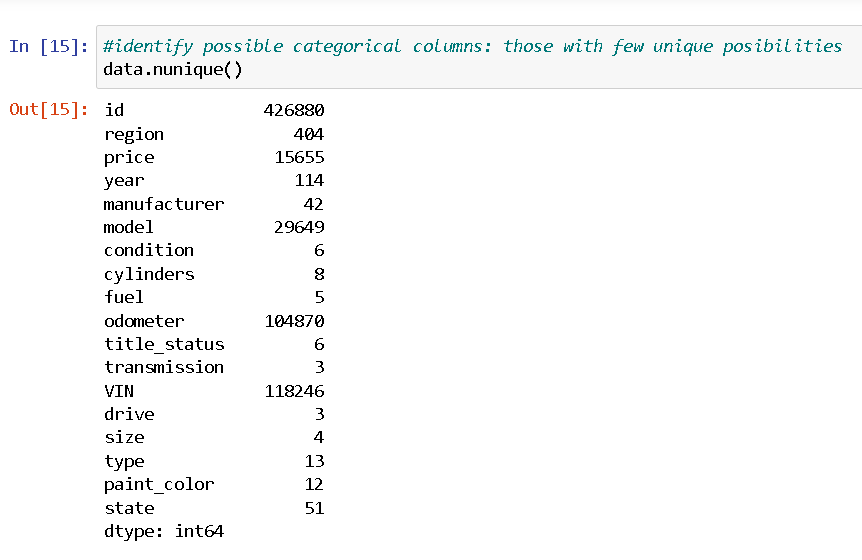 In [15]: #identify possible categorical columns: those with few unique posibilities
data.nunique()
Out[15]: id 426880
region 404
price 15655
year 114
manufacturer 42
model 29649
condition 6
cylinders 8
fuel 5
odometer 104870
title_status 6
transmission 3
VIN 118246
drive 3
size 4
type 13
paint_color 12
state 51
dtype: int64